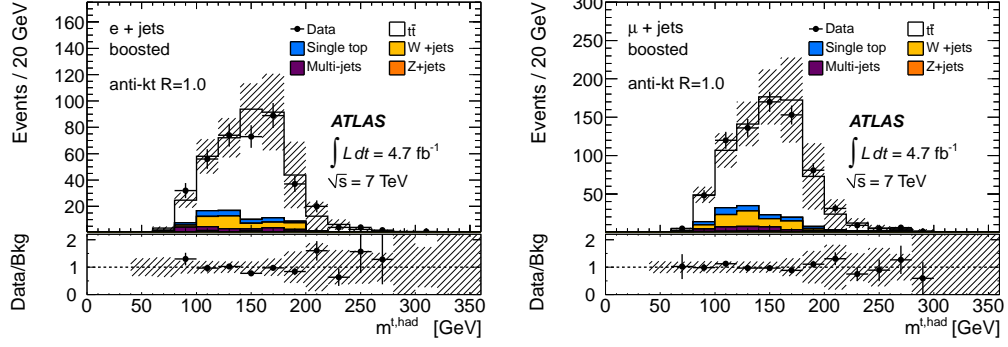 Events / 20 GeV
160
140
120
100
80
60
40
20
e + jets
boosted
anti-kt R=1.0
Data
tt̄
Single top
W +jets
Multi-jets
Z+jets
ATLAS
∫ L dt = 4.7 fb⁻¹
√s = 7 TeV
Data/Bkg
2
1
0
0 50 100 150 200 250 300 350
m^{t,had} [GeV]
Events / 20 GeV
300
250
200
150
100
50
0
μ + jets
boosted
anti-kt R=1.0
Data
tt̄
Single top
W +jets
Multi-jets
Z+jets
ATLAS
∫ L dt = 4.7 fb⁻¹
√s = 7 TeV
Data/Bkg
2
1
0
0 50 100 150 200 250 300 350
m^{t,had} [GeV]